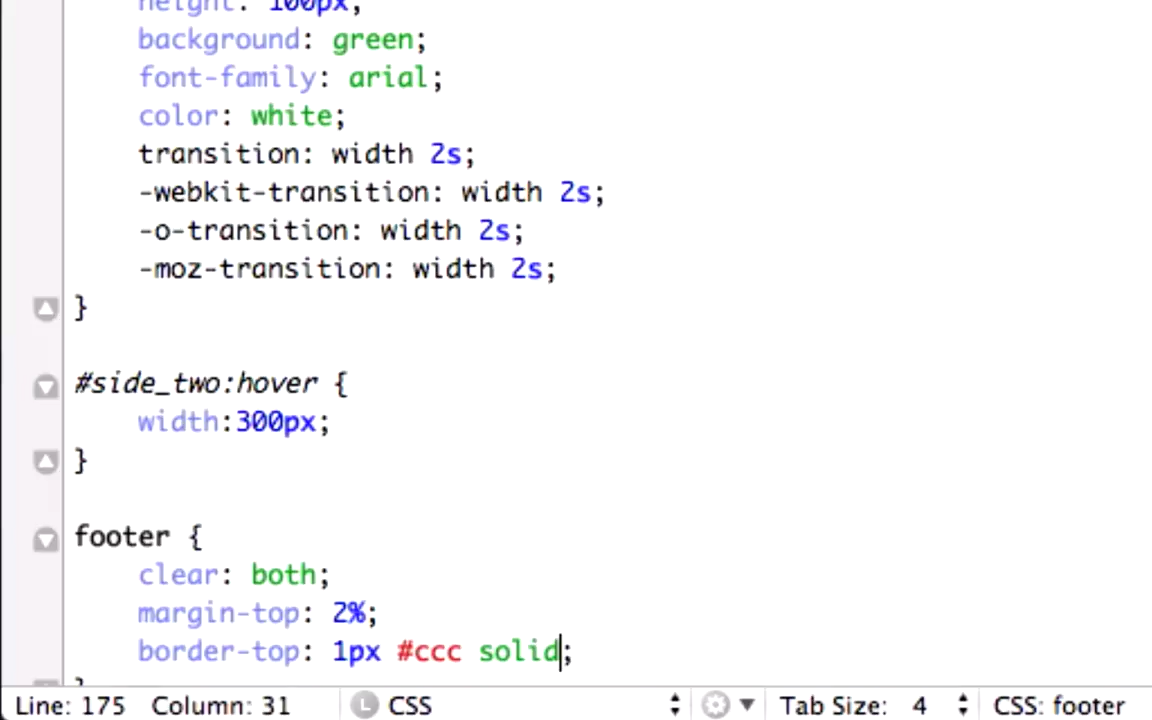 height: 100px;
background: green;
font-family: arial;
color: white;
transition: width 2s;
-webkit-transition: width 2s;
-o-transition: width 2s;
-moz-transition: width 2s;
}
#side_two:hover {
width:300px;
}
footer {
clear: both;
margin-top: 2%;
border-top: 1px #ccc solid;
}
Line: 175 Column: 31 L CSS Tab Size: 4 CSS: footer